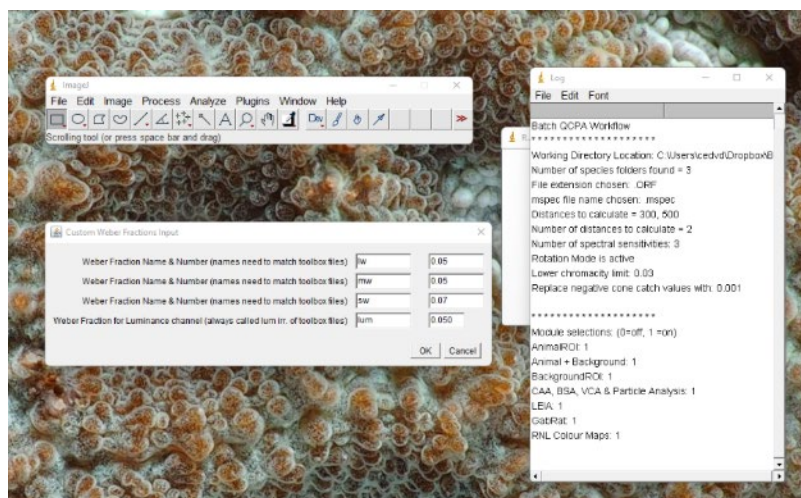 ImageJ
File Edit Image Process Analyze Plugins Window Help
Dev
Scrolling tool (or press space bar and drag)
Custom Weber Fractions Input
Weber Fraction Name & Number (names need to match toolbox files) lw 0.05
Weber Fraction Name & Number (names need to match toolbox files) mw 0.05
Weber Fraction Name & Number (names need to match toolbox files) sw 0.07
Weber Fraction for Luminance channel (always called lum irr. of toolbox files) lum 0.050
OK Cancel
Log
File Edit Font
Batch QCPA Workflow
********************
Working Directory Location: C:\Users\cedvd\Dropbox\B
Number of species folders found = 3
File extension chosen: .ORF
mspec file name chosen: .mspec
Distances to calculate = 300, 500
Number of distances to calculate = 2
Number of spectral sensitivities: 3
Rotation Mode is active
Lower chromacity limit: 0.03
Replace negative cone catch values with: 0.001
********************
Module selections: (0=off, 1 =on)
AnimalROI: 1
Animal + Background: 1
BackgroundROI: 1
CAA, BSA, VCA & Particle Analysis: 1
LEIA: 1
GabRat: 1
RNL Colour Maps: 1